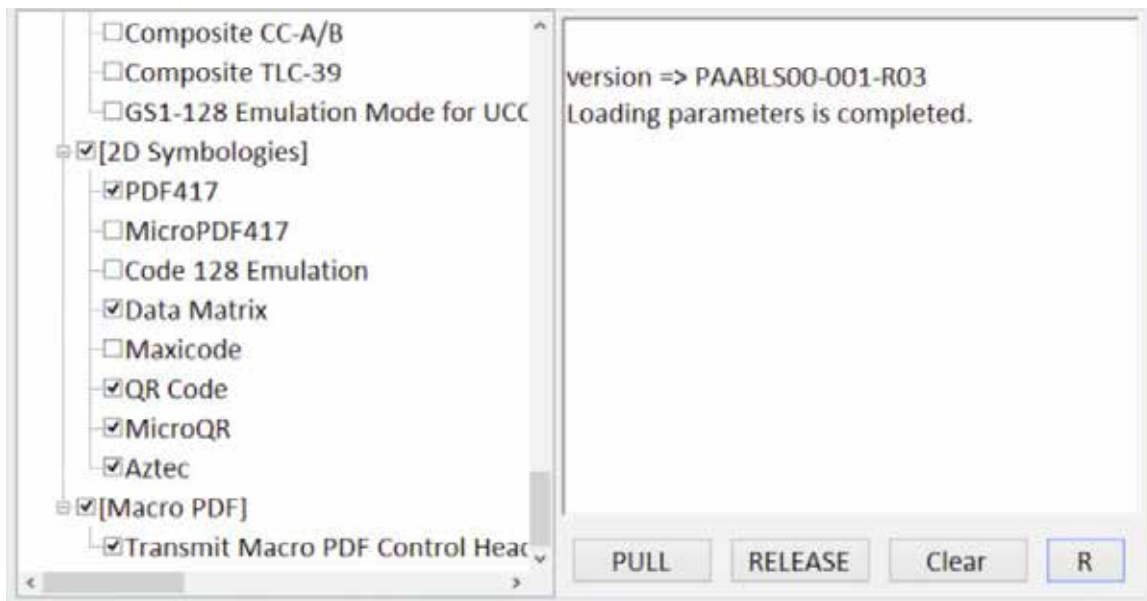 Composite CC-A/B
Composite TLC-39
GS1-128 Emulation Mode for UCC
[2D Symbologies]
PDF417
MicroPDF417
Code 128 Emulation
Data Matrix
Maxicode
QR Code
MicroQR
Aztec
[Macro PDF]
Transmit Macro PDF Control Head
version => PAABLS00-001-R03
Loading parameters is completed.
PULL RELEASE Clear R